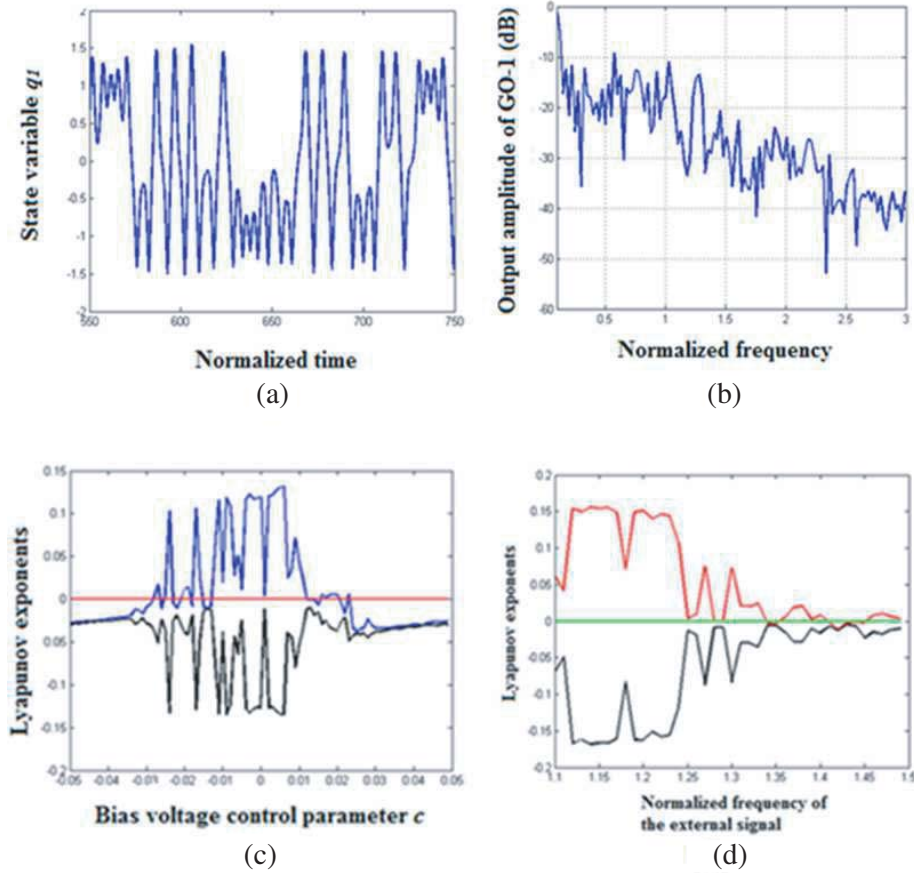 State variable q1
2
1.5
1
0.5
0
-0.5
-1
-1.5
-2
550 600 650 700 750
Normalized time
(a)
Output amplitude of GO-1 (dB)
0
-10
-20
-30
-40
-50
-60
0.5 1 1.5 2 2.5 3
Normalized frequency
(b)
Lyapunov exponents
0.15
0.1
0.05
0
0.05
-0.1
-0.15
-0.2
-0.05 -0.04 -0.02 -0.01 0 0.01 0.02 0.03 0.04 0.05
Bias voltage control parameter c
(c)
Lyapunov exponents
0.2
0.15
0.1
0.05
0
-0.05
-0.1
-0.15
-0.2
1.1 1.15 1.2 1.25 1.3 1.35 1.4 1.45 1.5
Normalized frequency of
the external signal
(d)